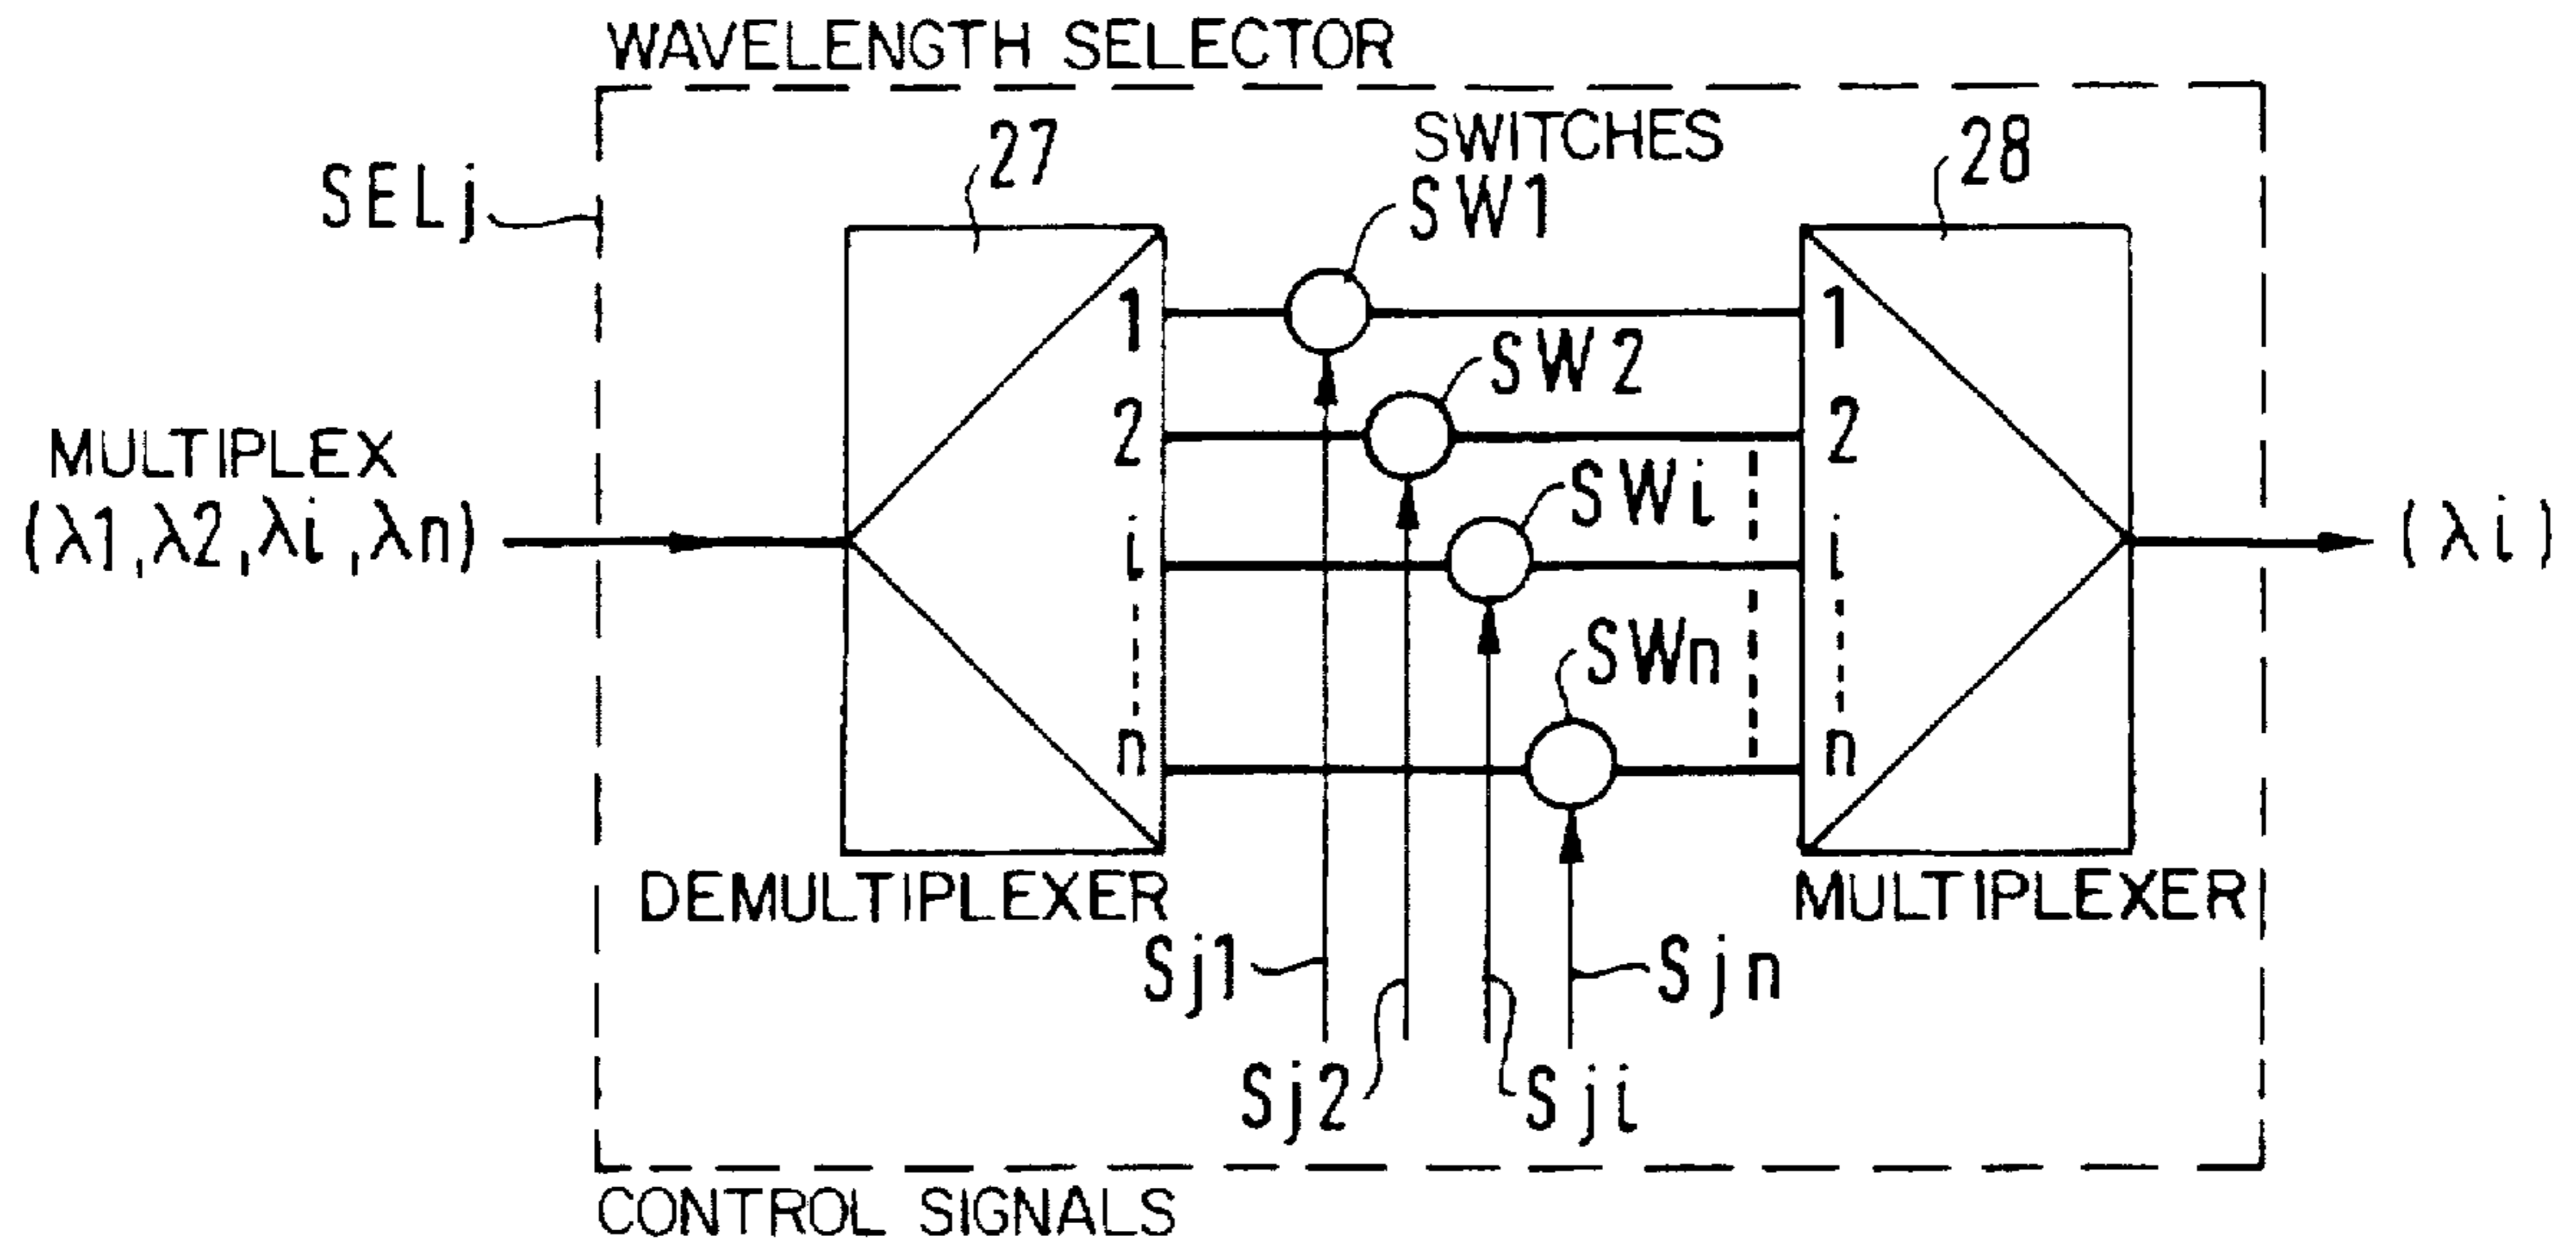 WAVELENGTH SELECTOR
SELj
27
SWITCHES
SW1
28
1
1
SW2
2
2
MULTIPLEX
(λ1,λ2,λi,λn)
SWi
i
i
(λi)
SWn
n
n
DEMULTIPLEXER
MULTIPLEXER
Sj1
Sjn
Sj2
Sji
CONTROL SIGNALS